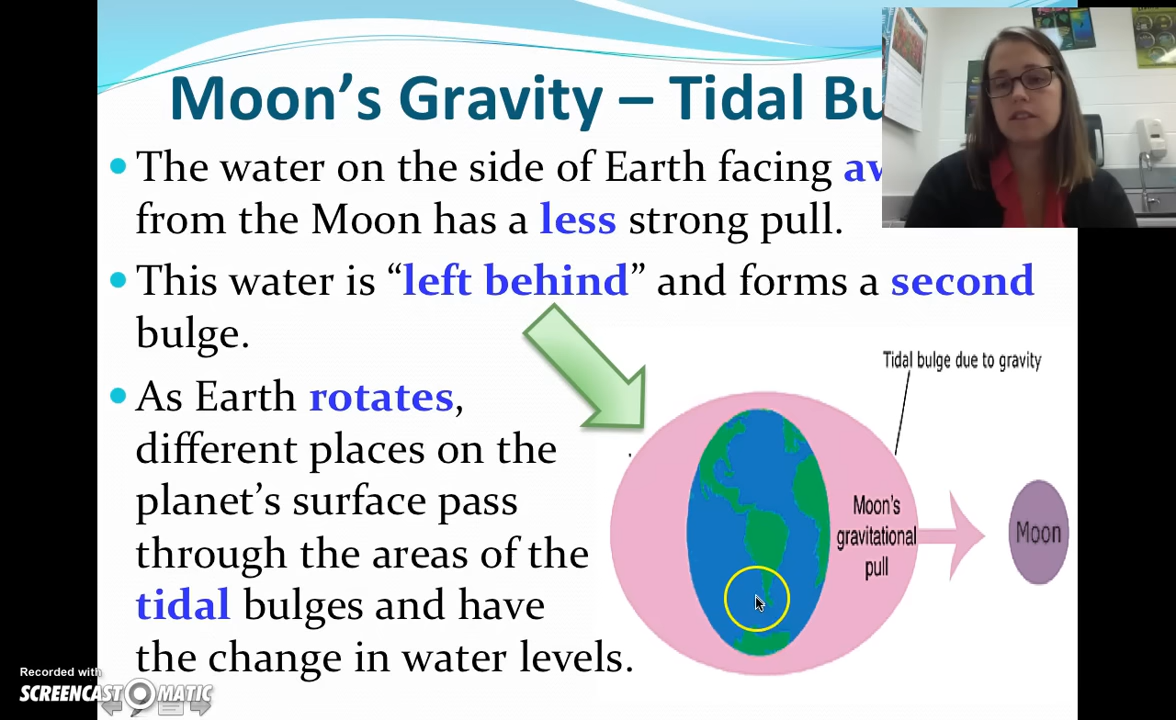 Moon's Gravity – Tidal Bu
The water on the side of Earth facing av
from the Moon has a less strong pull.
This water is “left behind” and forms a second
bulge.
As Earth rotates,
different places on the
planet's surface pass
through the areas of the
tidal bulges and have
the change in water levels.
Tidal bulge due to gravity
Moon's
gravitational
pull
Moon
Recorded with
SCREENCAST MATIC